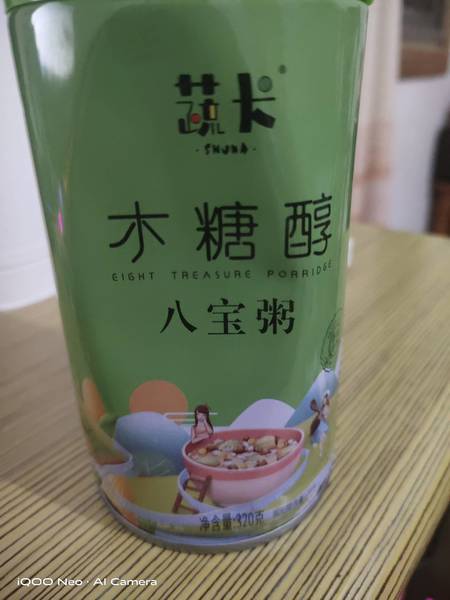 蔬卡
·SHUKA·
木糖醇
EIGHT TREASURE PORRIDGE
八宝粥
净含量:320克
iQOO Neo · AI Camera